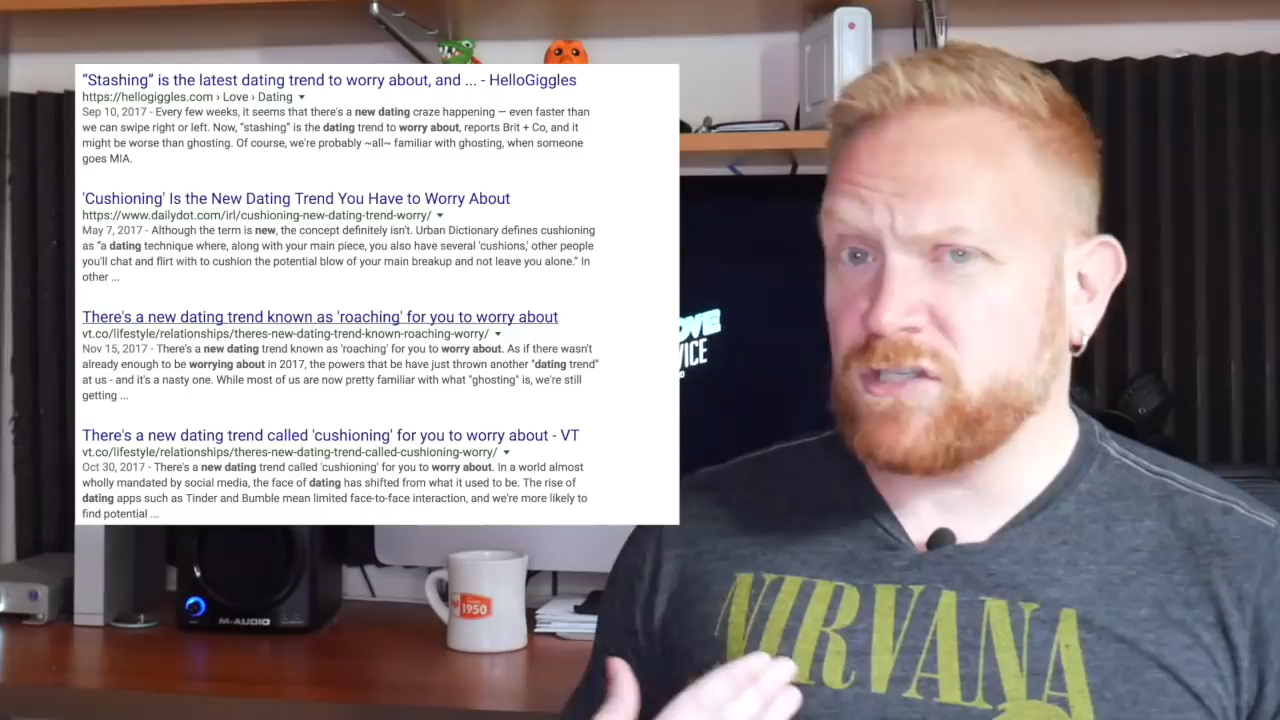 “Stashing” is the latest dating trend to worry about, and ... - HelloGiggles
https://hellogiggles.com › Love › Dating ▼
Sep 10, 2017 - Every few weeks, it seems that there's a new dating craze happening — even faster than
we can swipe right or left. Now, “stashing” is the dating trend to worry about, reports Brit + Co, and it
might be worse than ghosting. Of course, we're probably ~all~ familiar with ghosting, when someone
goes MIA.
'Cushioning' Is the New Dating Trend You Have to Worry About
https://www.dailydot.com/irl/cushioning-new-dating-trend-worry/ ▼
May 7, 2017 - Although the term is new, the concept definitely isn't. Urban Dictionary defines cushioning
as “a dating technique where, along with your main piece, you also have several 'cushions,' other people
you'll chat and flirt with to cushion the potential blow of your main breakup and not leave you alone.” In
other ...
There's a new dating trend known as 'roaching' for you to worry about
vt.co/lifestyle/relationships/theres-new-dating-trend-known-roaching-worry/ ▼
Nov 15, 2017 - There's a new dating trend known as 'roaching' for you to worry about. As if there wasn't
already enough to be worrying about in 2017, the powers that be have just thrown another "dating trend"
at us - and it's a nasty one. While most of us are now pretty familiar with what "ghosting" is, we're still
getting ...
There's a new dating trend called 'cushioning' for you to worry about - VT
vt.co/lifestyle/relationships/theres-new-dating-trend-called-cushioning-worry/ ▼
Oct 30, 2017 - There's a new dating trend called 'cushioning' for you to worry about. In a world almost
wholly mandated by social media, the face of dating has shifted from what it used to be. The rise of
dating apps such as Tinder and Bumble mean limited face-to-face interaction, and we're more likely to
find potential ...
M-AUDIO
1950
NIRVANA